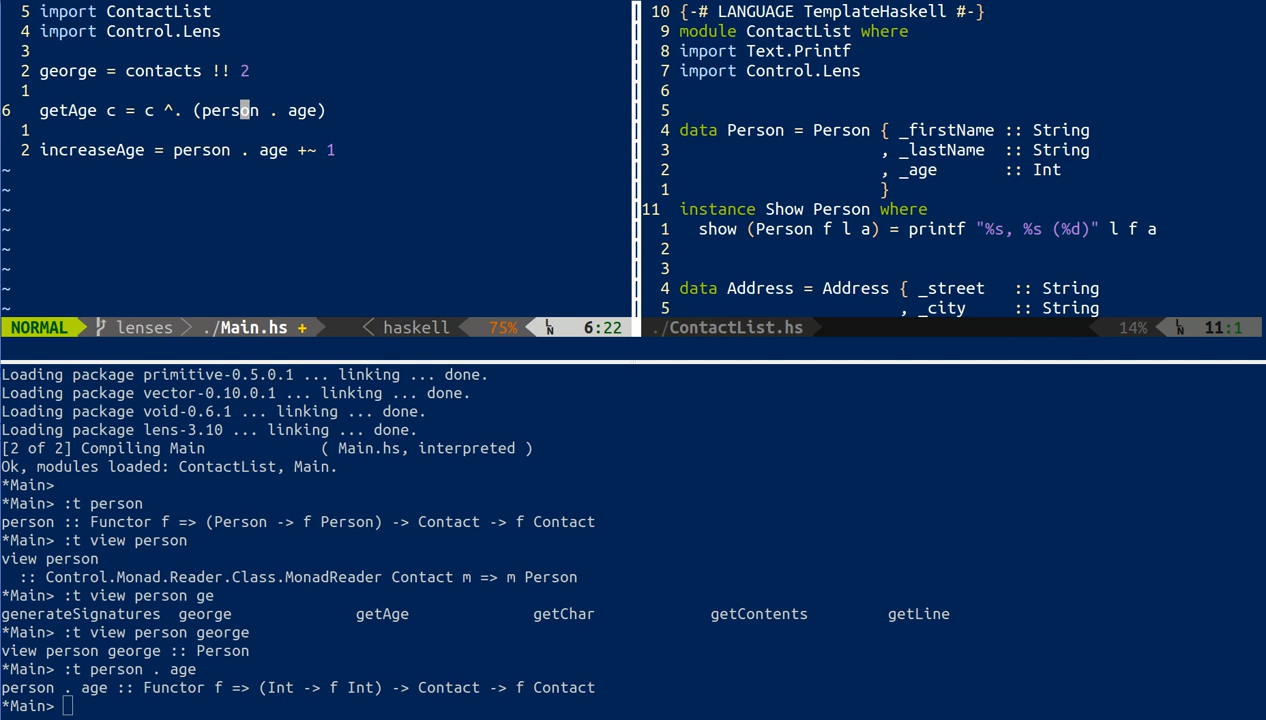 5 import ContactList
4 import Control.Lens
3
2 george = contacts !! 2
1
6 getAge c = c ^. (person . age)
1
2 increaseAge = person . age +~ 1
~
~
~
~
~
~
~
~
NORMAL lenses ./Main.hs + haskell 75% LN 6:22
10 {-# LANGUAGE TemplateHaskell #-}
9 module ContactList where
8 import Text.Printf
7 import Control.Lens
6
5
4 data Person = Person { _firstName :: String
3 , _lastName :: String
2 , _age :: Int
1 }
11 instance Show Person where
1 show (Person f l a) = printf "%s, %s (%d)" l f a
2
3
4 data Address = Address { _street :: String
5 , _city :: String
./ContactList.hs 14% LN 11:1
Loading package primitive-0.5.0.1 ... linking ... done.
Loading package vector-0.10.0.1 ... linking ... done.
Loading package void-0.6.1 ... linking ... done.
Loading package lens-3.10 ... linking ... done.
[2 of 2] Compiling Main ( Main.hs, interpreted )
Ok, modules loaded: ContactList, Main.
*Main>
*Main> :t person
person :: Functor f => (Person -> f Person) -> Contact -> f Contact
*Main> :t view person
view person
:: Control.Monad.Reader.Class.MonadReader Contact m => m Person
*Main> :t view person ge
generateSignatures george getAge getChar getContents getLine
*Main> :t view person george
view person george :: Person
*Main> :t person . age
person . age :: Functor f => (Int -> f Int) -> Contact -> f Contact
*Main>